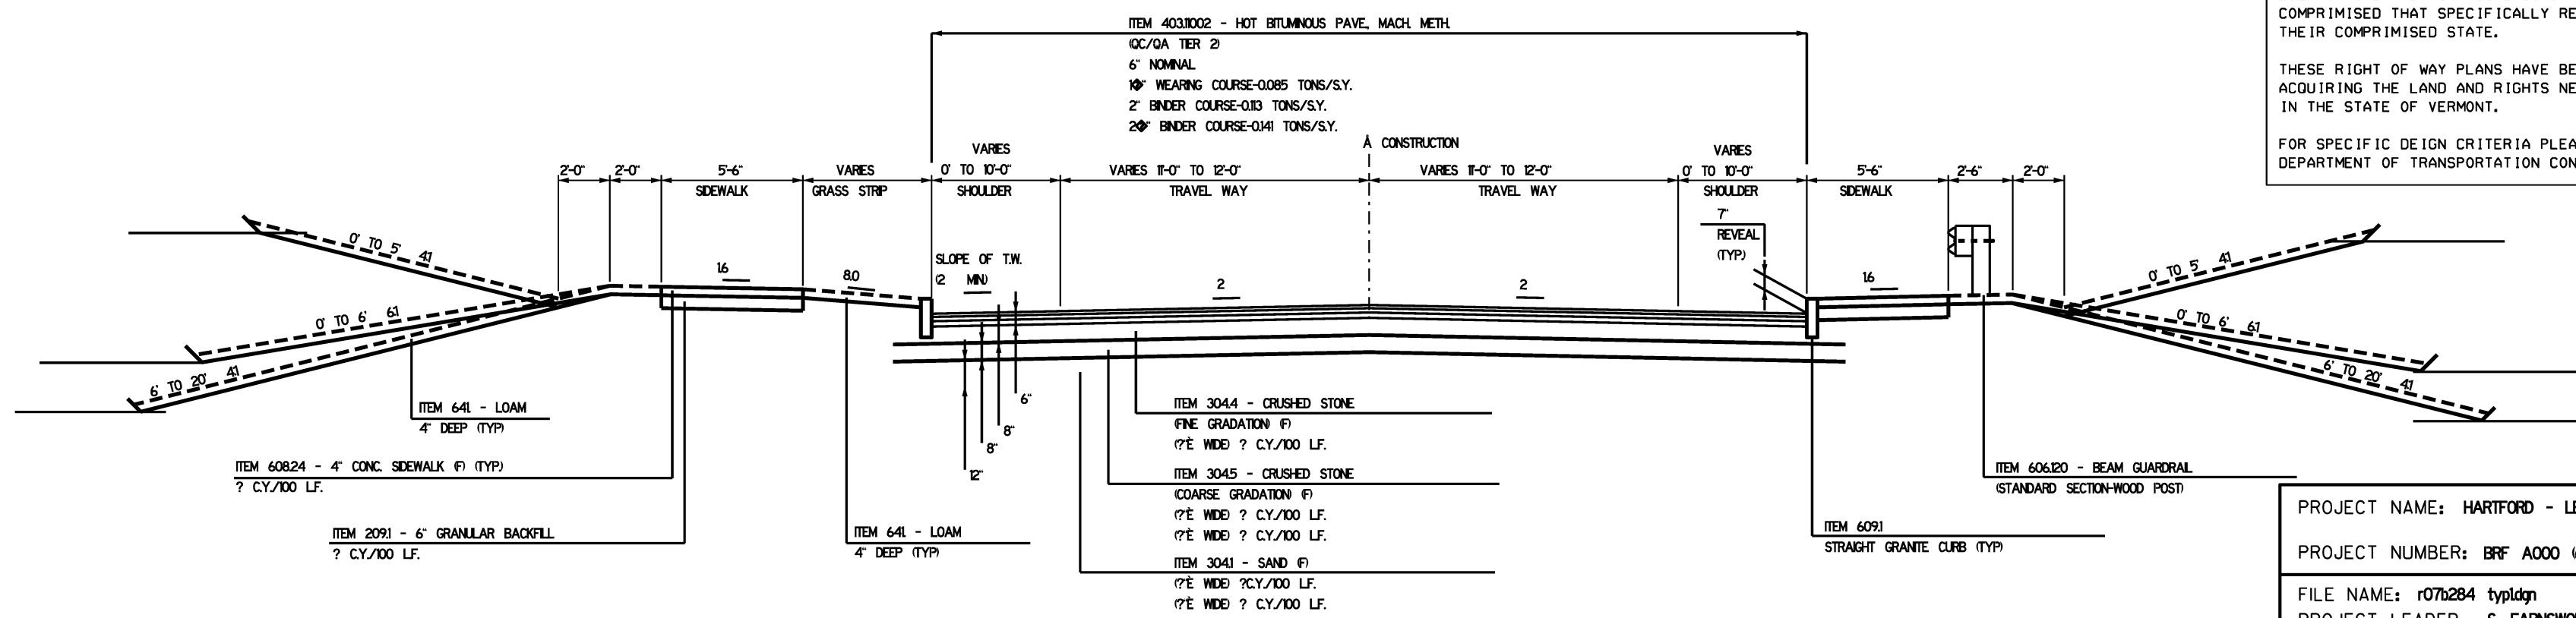 ITEM 403.11002 - HOT BITUMINOUS PAVE., MACH. METH.
(QC/QA TIER 2)
6" NOMINAL
1�" WEARING COURSE-0.085 TONS/S.Y.
2" BINDER COURSE-0.113 TONS/S.Y.
2�" BINDER COURSE-0.141 TONS/S.Y.
COMPRIMISED THAT SPECIFICALLY RE
THEIR COMPRIMISED STATE.
THESE RIGHT OF WAY PLANS HAVE BE
ACQUIRING THE LAND AND RIGHTS NE
IN THE STATE OF VERMONT.
FOR SPECIFIC DEIGN CRITERIA PLEA
DEPARTMENT OF TRANSPORTATION CON
Å CONSTRUCTION
2'-0"
2'-0"
5'-6"
SIDEWALK
VARIES
GRASS STRIP
VARIES
0' TO 10'-0"
SHOULDER
VARIES 11'-0" TO 12'-0"
TRAVEL WAY
VARIES 11'-0" TO 12'-0"
TRAVEL WAY
VARIES
0' TO 10'-0"
SHOULDER
5'-6"
SIDEWALK
2'-6"
2'-0"
7"
REVEAL
(TYP.)
SLOPE OF T.W.
(2 MIN.)
0' TO 5' 4:1
0' TO 6' 6:1
6' TO 20' 4:1
1.6
8.0
2
2
1.6
0' TO 5' 4:1
0' TO 6' 6:1
6' TO 20' 4:1
6"
8"
8"
12"
ITEM 641. - LOAM
4" DEEP (TYP)
ITEM 608.24 - 4" CONC. SIDEWALK (F) (TYP.)
? C.Y./100 L.F.
ITEM 209.1 - 6" GRANULAR BACKFILL
? C.Y./100 L.F.
ITEM 641. - LOAM
4" DEEP (TYP)
ITEM 304.4 - CRUSHED STONE
(FINE GRADATION) (F)
(?'È WIDE) ? C.Y./100 L.F.
ITEM 304.5 - CRUSHED STONE
(COARSE GRADATION) (F)
(?'È WIDE) ? C.Y./100 L.F.
(?'È WIDE) ? C.Y./100 L.F.
ITEM 304.1 - SAND (F)
(?'È WIDE) ?C.Y./100 L.F.
(?'È WIDE) ? C.Y./100 L.F.
ITEM 609.1
STRAIGHT GRANITE CURB (TYP)
ITEM 606.120 - BEAM GUARDRAIL
(STANDARD SECTION-WOOD POST)
PROJECT NAME: HARTFORD - LE
PROJECT NUMBER: BRF A000 (
FILE NAME: r07b284 typ1.dgn
PROJECT LEADER: S. FARNSWO